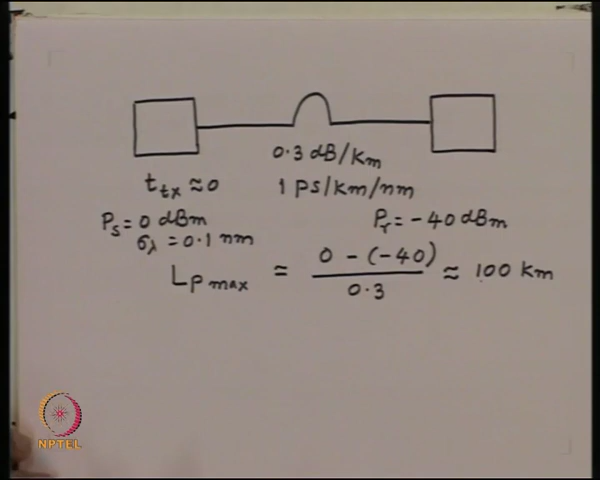 0.3 dB/Km
t_tx ≈ 0 1 ps/km/nm
P_s = 0 dBm P_r = -40 dBm
σ_λ = 0.1 nm
L_p max ≃ 0 - (-40) / 0.3 ≈ 100 km
NPTEL